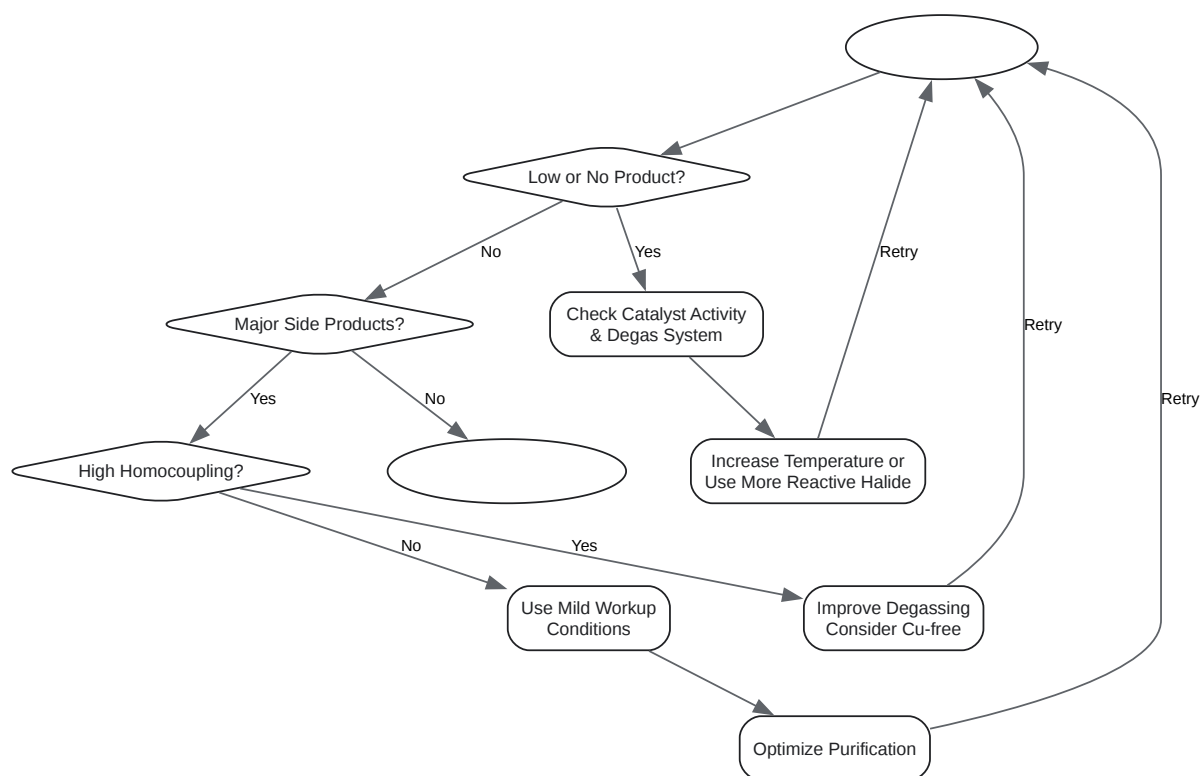 Low or No Product?
No
Yes
Retry
Check Catalyst Activity
& Degas System
Major Side Products?
Retry
Yes
No
Retry
High Homocoupling?
Increase Temperature or
Use More Reactive Halide
No
Yes
Use Mild Workup
Conditions
Improve Degassing
Consider Cu-free
Optimize Purification